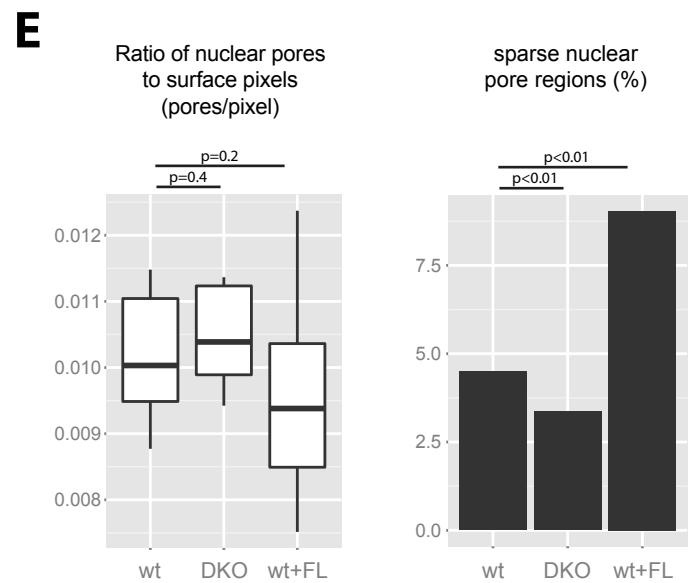 E
Ratio of nuclear pores
to surface pixels
(pores/pixel)
p=0.2
p=0.4
0.012
0.011
0.010
0.009
0.008
wt DKO wt+FL
sparse nuclear
pore regions (%)
p<0.01
p<0.01
7.5
5.0
2.5
0.0
wt DKO wt+FL